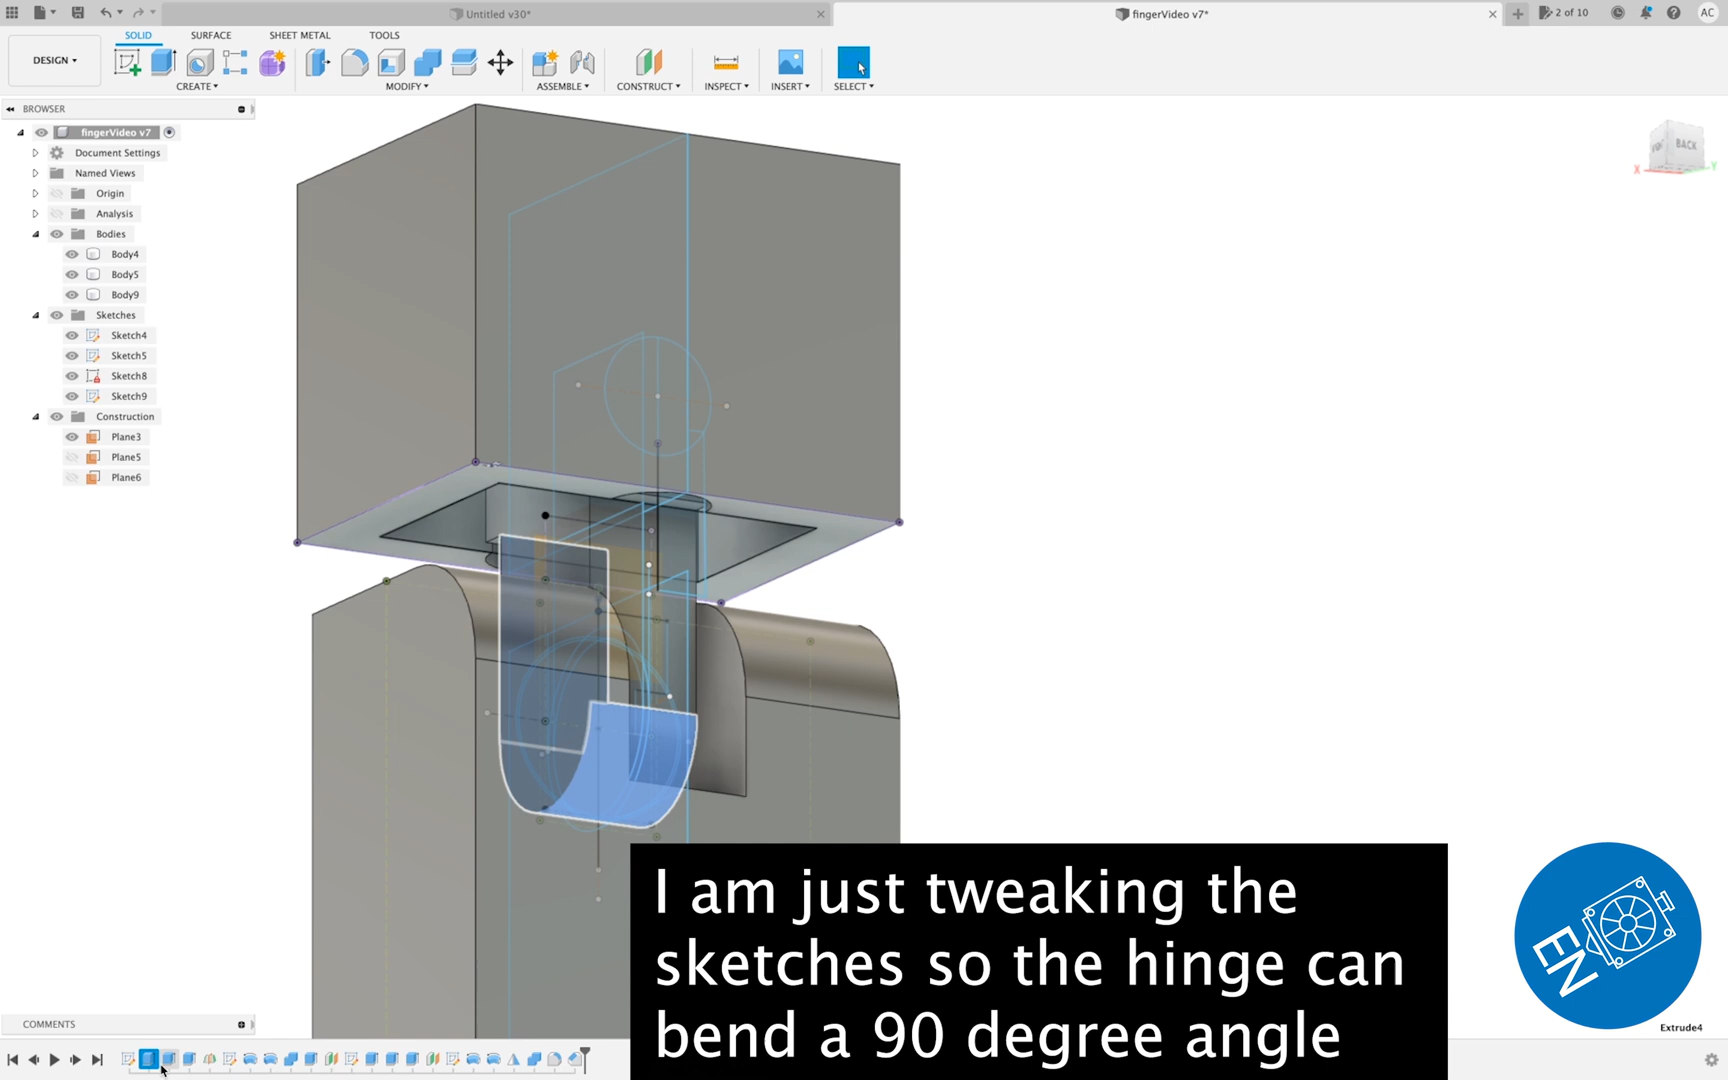 Untitled v30*
fingerVideo v7*
2 of 10
AC
DESIGN
SOLID
SURFACE
SHEET METAL
TOOLS
CREATE
MODIFY
ASSEMBLE
CONSTRUCT
INSPECT
INSERT
SELECT
BROWSER
fingerVideo v7
Document Settings
Named Views
Origin
Analysis
Bodies
Body4
Body5
Body9
Sketches
Sketch4
Sketch5
Sketch8
Sketch9
Construction
Plane3
Plane5
Plane6
BACK
X
Y
I am just tweaking the
sketches so the hinge can
bend a 90 degree angle
EN
Extrude4
COMMENTS